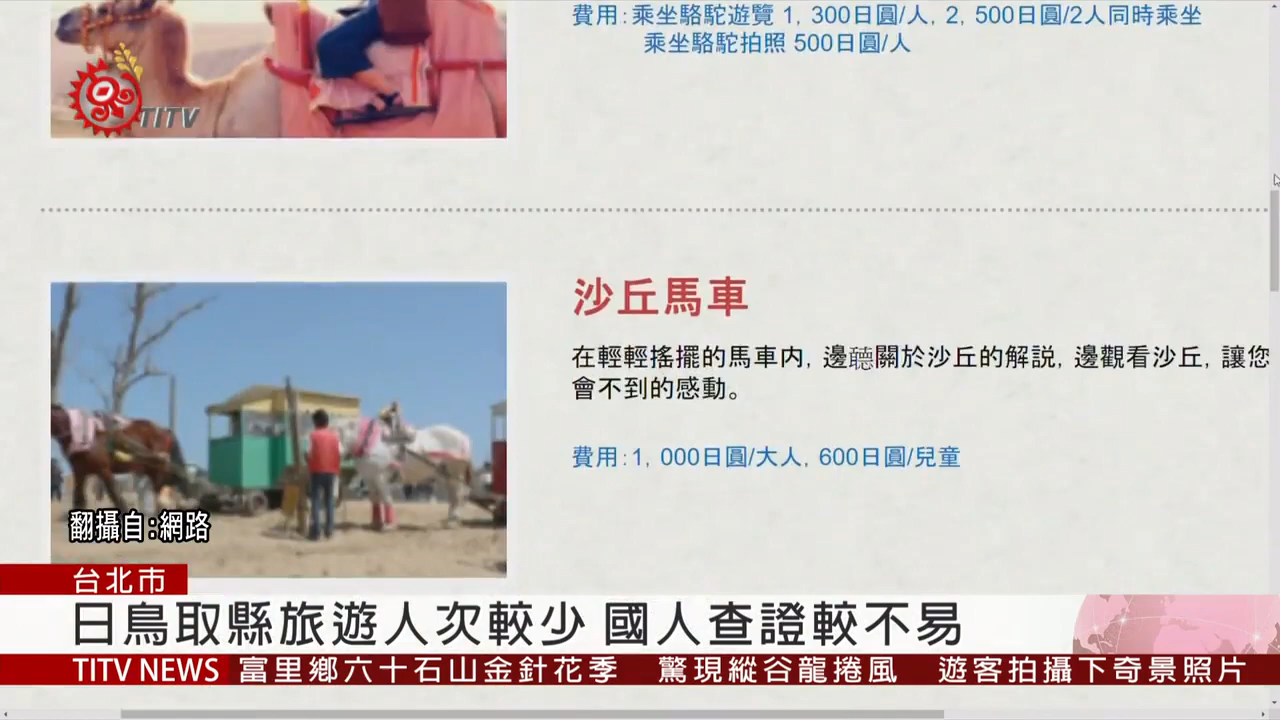 費用:乘坐駱駝遊覽 1, 300日圓/人, 2, 500日圓/2人同時乘坐
乘坐駱駝拍照 500日圓/人
TITV
沙丘馬車
在輕輕搖擺的馬車内, 邊聽關於沙丘的解説, 邊觀看沙丘, 讓您
會不到的感動。
費用:1, 000日圓/大人, 600日圓/兒童
翻攝自:網路
台北市
日鳥取縣旅遊人次較少 國人查證較不易
TITV NEWS 富里鄉六十石山金針花季 驚現縱谷龍捲風 遊客拍攝下奇景照片